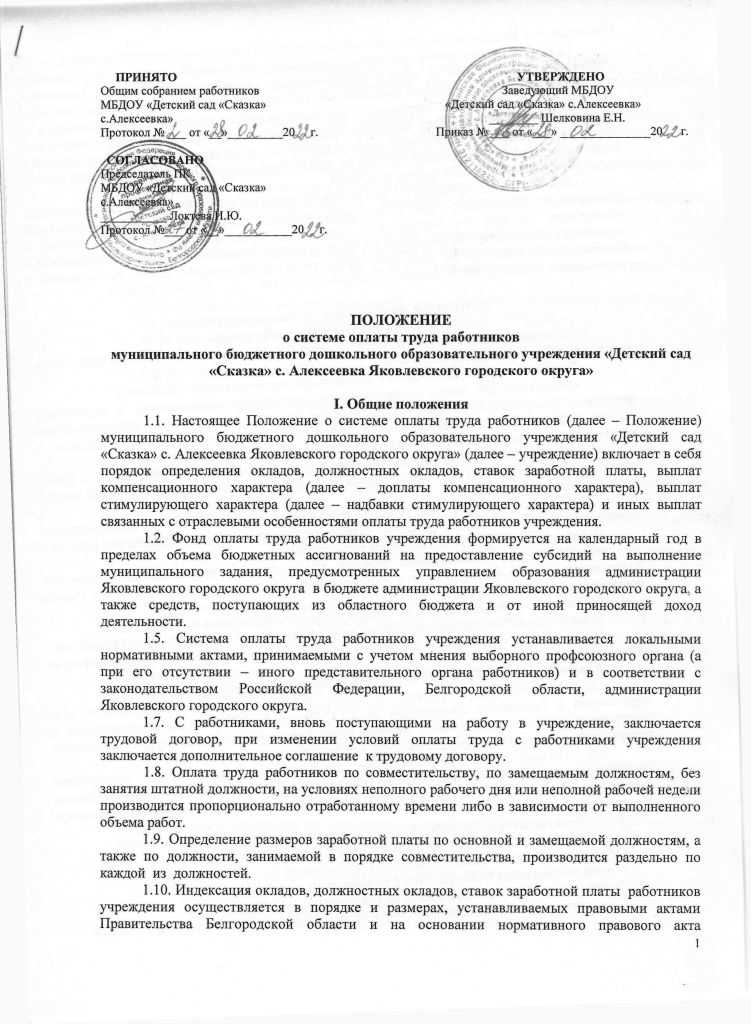 ПРИНЯТО
Общим собранием работников
МБДОУ «Детский сад «Сказка»
с.Алексеевка»
Протокол № 2 от «28» 02 2022г.
СОГЛАСОВАНО
Председатель ПК
МБДОУ «Детский сад «Сказка»
с.Алексеевка»
Локтева И.Ю.
Протокол № от « » 02 2022г.
УТВЕРЖДЕНО
Заведующий МБДОУ
«Детский сад «Сказка» с.Алексеевка»
Шелковина Е.Н.
Приказ № от «28» 02 2022г.
ПОЛОЖЕНИЕ
о системе оплаты труда работников
муниципального бюджетного дошкольного образовательного учреждения «Детский сад
«Сказка» с. Алексеевка Яковлевского городского округа»
I. Общие положения
1.1. Настоящее Положение о системе оплаты труда работников (далее – Положение)
муниципального бюджетного дошкольного образовательного учреждения «Детский сад
«Сказка» с. Алексеевка Яковлевского городского округа» (далее – учреждение) включает в себя
порядок определения окладов, должностных окладов, ставок заработной платы, выплат
компенсационного характера (далее – доплаты компенсационного характера), выплат
стимулирующего характера (далее – надбавки стимулирующего характера) и иных выплат
связанных с отраслевыми особенностями оплаты труда работников учреждения.
1.2. Фонд оплаты труда работников учреждения формируется на календарный год в
пределах объема бюджетных ассигнований на предоставление субсидий на выполнение
муниципального задания, предусмотренных управлением образования администрации
Яковлевского городского округа в бюджете администрации Яковлевского городского округа, а
также средств, поступающих из областного бюджета и от иной приносящей доход
деятельности.
1.5. Система оплаты труда работников учреждения устанавливается локальными
нормативными актами, принимаемыми с учетом мнения выборного профсоюзного органа (а
при его отсутствии – иного представительного органа работников) и в соответствии с
законодательством Российской Федерации, Белгородской области, администрации
Яковлевского городского округа.
1.7. С работниками, вновь поступающими на работу в учреждение, заключается
трудовой договор, при изменении условий оплаты труда с работниками учреждения
заключается дополнительное соглашение к трудовому договору.
1.8. Оплата труда работников по совместительству, по замещаемым должностям, без
занятия штатной должности, на условиях неполного рабочего дня или неполной рабочей недели
производится пропорционально отработанному времени либо в зависимости от выполненного
объема работ.
1.9. Определение размеров заработной платы по основной и замещаемой должностям, а
также по должности, занимаемой в порядке совместительства, производится раздельно по
каждой из должностей.
1.10. Индексация окладов, должностных окладов, ставок заработной платы работников
учреждения осуществляется в порядке и размерах, устанавливаемых правовыми актами
Правительства Белгородской области и на основании нормативного правового акта
1